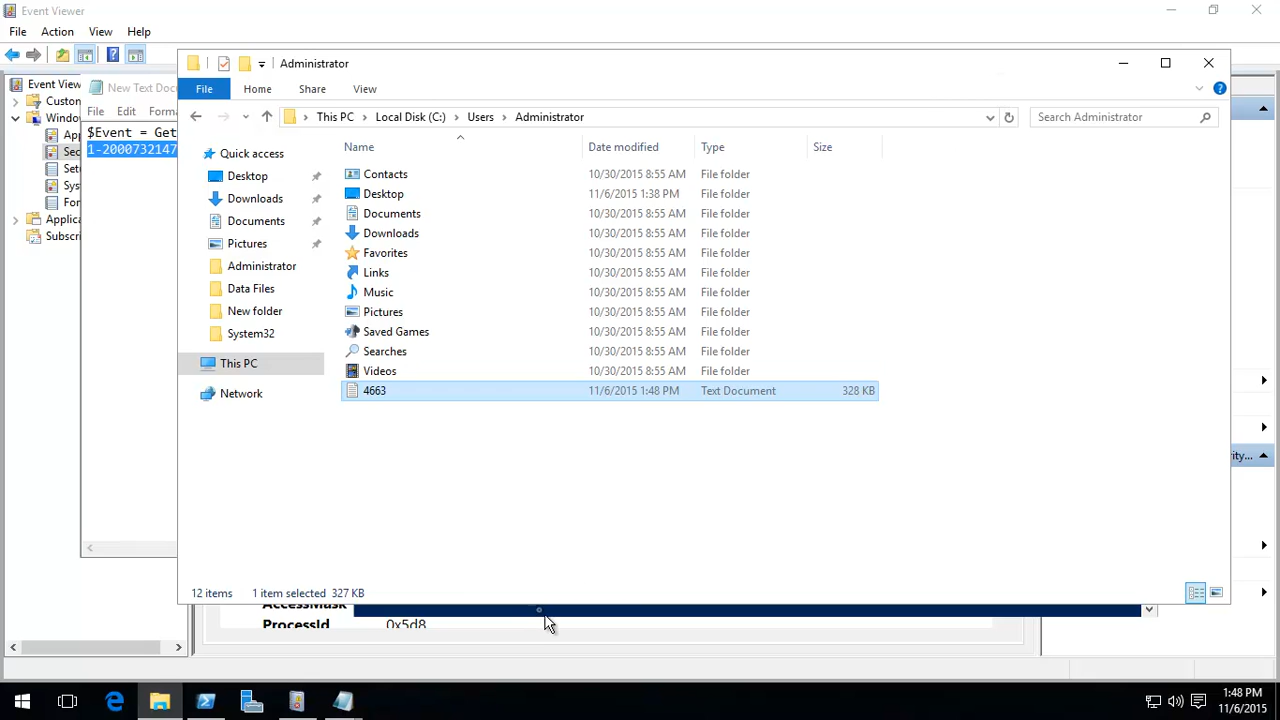 Event Viewer
File Action View Help
Event View
Custom
Windo
App
Sec
Set
Sys
For
Applica
Subscri
New Text Docu
File Edit Forma
$Event = Get
1-2000732147
Administrator
File Home Share View
This PC Local Disk (C:) Users Administrator
Search Administrator
Quick access
Desktop
Downloads
Documents
Pictures
Administrator
Data Files
New folder
System32
This PC
Network
Name Date modified Type Size
Contacts 10/30/2015 8:55 AM File folder
Desktop 11/6/2015 1:38 PM File folder
Documents 10/30/2015 8:55 AM File folder
Downloads 10/30/2015 8:55 AM File folder
Favorites 10/30/2015 8:55 AM File folder
Links 10/30/2015 8:55 AM File folder
Music 10/30/2015 8:55 AM File folder
Pictures 10/30/2015 8:55 AM File folder
Saved Games 10/30/2015 8:55 AM File folder
Searches 10/30/2015 8:55 AM File folder
Videos 10/30/2015 8:55 AM File folder
4663 11/6/2015 1:48 PM Text Document 328 KB
12 items 1 item selected 327 KB
ity...
AccessMask
ProcessId 0x5d8
1:48 PM
11/6/2015